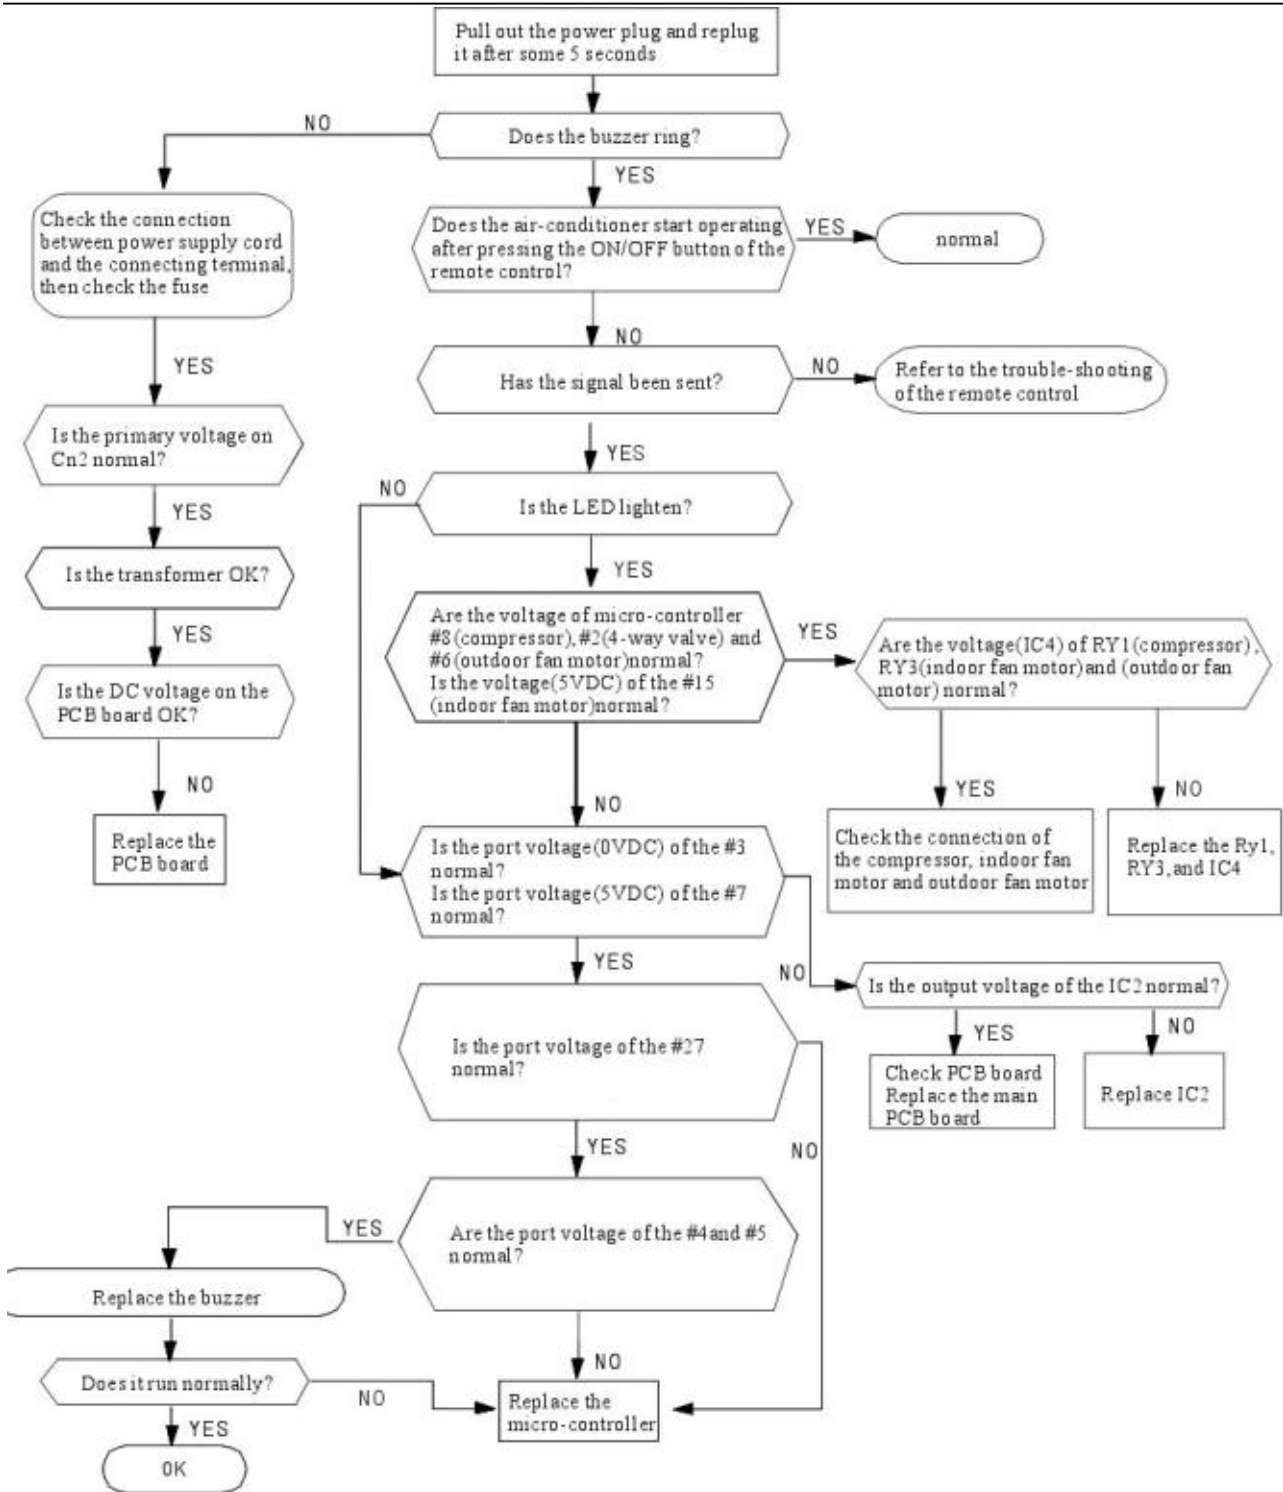 Pull out the power plug and replug
it after some 5 seconds
NO
Does the buzzer ring?
YES
Check the connection
between power supply cord
and the connecting terminal,
then check the fuse
Does the air-conditioner start operating
after pressing the ON/OFF button of the
remote control?
YES
normal
NO
YES
Has the signal been sent?
NO
Refer to the trouble-shooting
of the remote control
Is the primary voltage on
Cn2 normal?
YES
NO
Is the LED lighten?
YES
Is the transformer OK?
YES
YES
Is the DC voltage on the
PCB board OK?
Are the voltage of micro-controller
#8(compressor), #2(4-way valve) and
#6(outdoor fan motor)normal?
Is the voltage(5VDC) of the #15
(indoor fan motor)normal?
YES
Are the voltage(IC4) of RY1(compressor),
RY3(indoor fan motor)and (outdoor fan
motor) normal?
NO
YES
NO
NO
Replace the
PCB board
Is the port voltage(0VDC) of the #3
normal?
Is the port voltage(5VDC) of the #7
normal?
Check the connection of
the compressor, indoor fan
motor and outdoor fan motor
Replace the Ry1,
RY3,and IC4
YES
NO
Is the output voltage of the IC2 normal?
YES
NO
Is the port voltage of the #27
normal?
Check PCB board
Replace the main
PCB board
Replace IC2
YES
NO
YES
Are the port voltage of the #4and #5
normal?
Replace the buzzer
NO
Does it run normally?
NO
Replace the
micro-controller
YES
OK